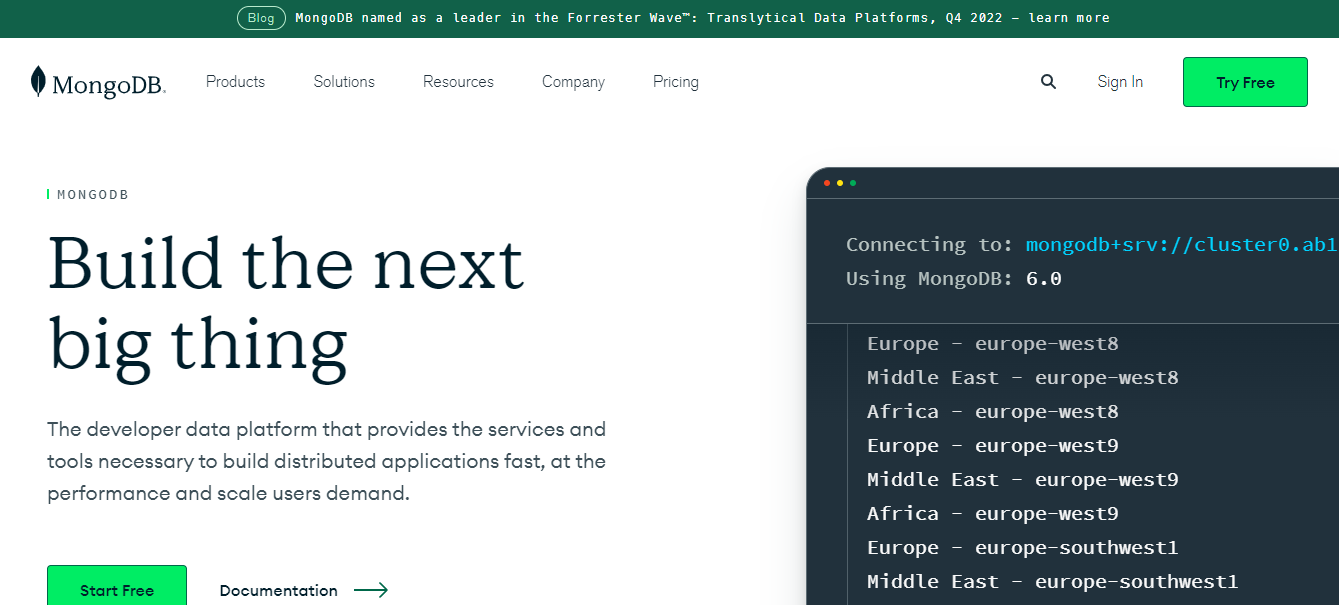 Blog MongoDB named as a leader in the Forrester Wave™: Translytical Data Platforms, Q4 2022 – learn more
MongoDB.
Products
Solutions
Resources
Company
Pricing
Sign In
Try Free
MONGODB
Build the next
big thing
The developer data platform that provides the services and
tools necessary to build distributed applications fast, at the
performance and scale users demand.
Start Free
Documentation
Connecting to: mongodb+srv://cluster0.ab1
Using MongoDB: 6.0
Europe - europe-west8
Middle East - europe-west8
Africa - europe-west8
Europe - europe-west9
Middle East - europe-west9
Africa - europe-west9
Europe - europe-southwest1
Middle East - europe-southwest1